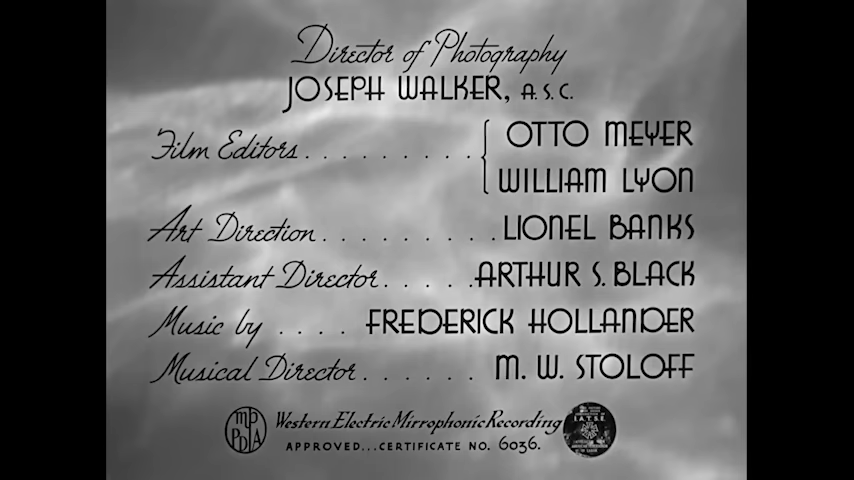 Director of Photography
JOSEPH WALKER, A.S.C.
Film Editors . . . . . . . . . { OTTO MEYER
WILLIAM LYON
Art Direction . . . . . . . . . LIONEL BANKS
Assistant Director . . . . . ARTHUR S. BLACK
Music by . . . . FREDERICK HOLLANDER
Musical Director . . . . . . M. W. STOLOFF
MPPDA Western Electric Mirrophonic Recording I.A.T.S.E.
APPROVED...CERTIFICATE NO. 6036.